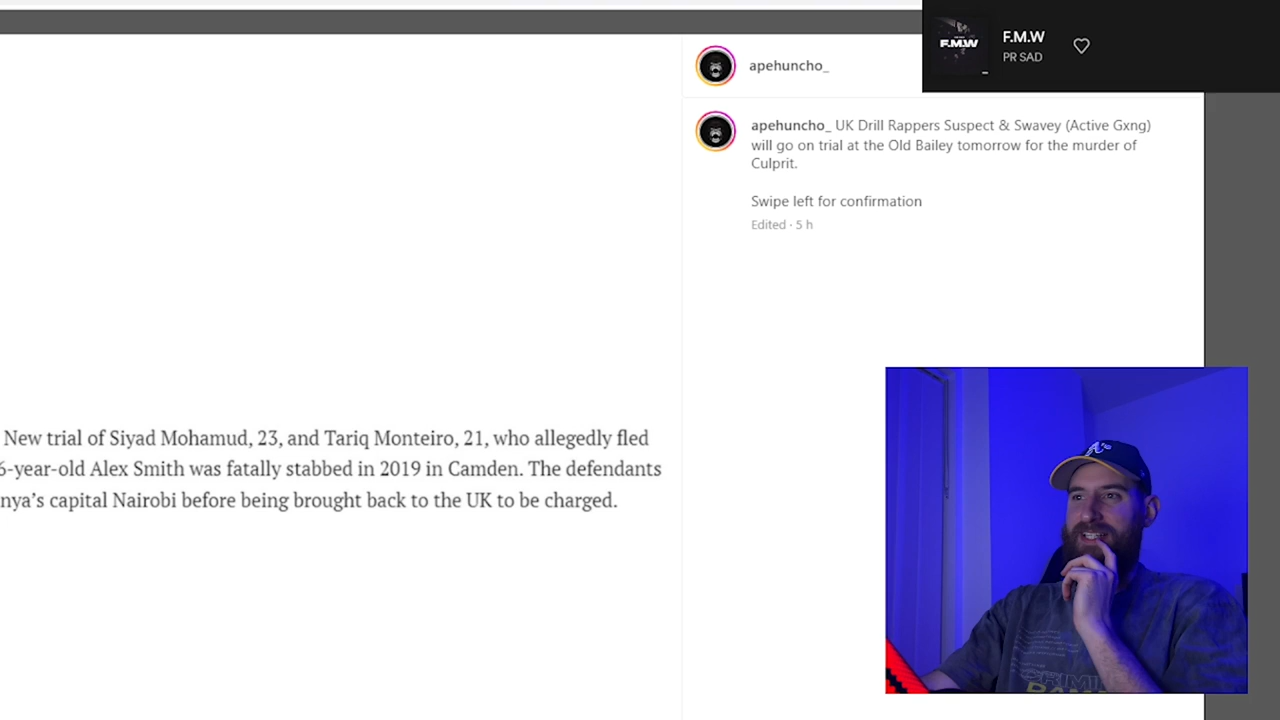 F.M.W
F.M.W
PR SAD
apehuncho_
apehuncho_ UK Drill Rappers Suspect & Swavey (Active Gxng)
will go on trial at the Old Bailey tomorrow for the murder of
Culprit.
Swipe left for confirmation
Edited · 5 h
New trial of Siyad Mohamud, 23, and Tariq Monteiro, 21, who allegedly fled
6-year-old Alex Smith was fatally stabbed in 2019 in Camden. The defendants
nya’s capital Nairobi before being brought back to the UK to be charged.
A's